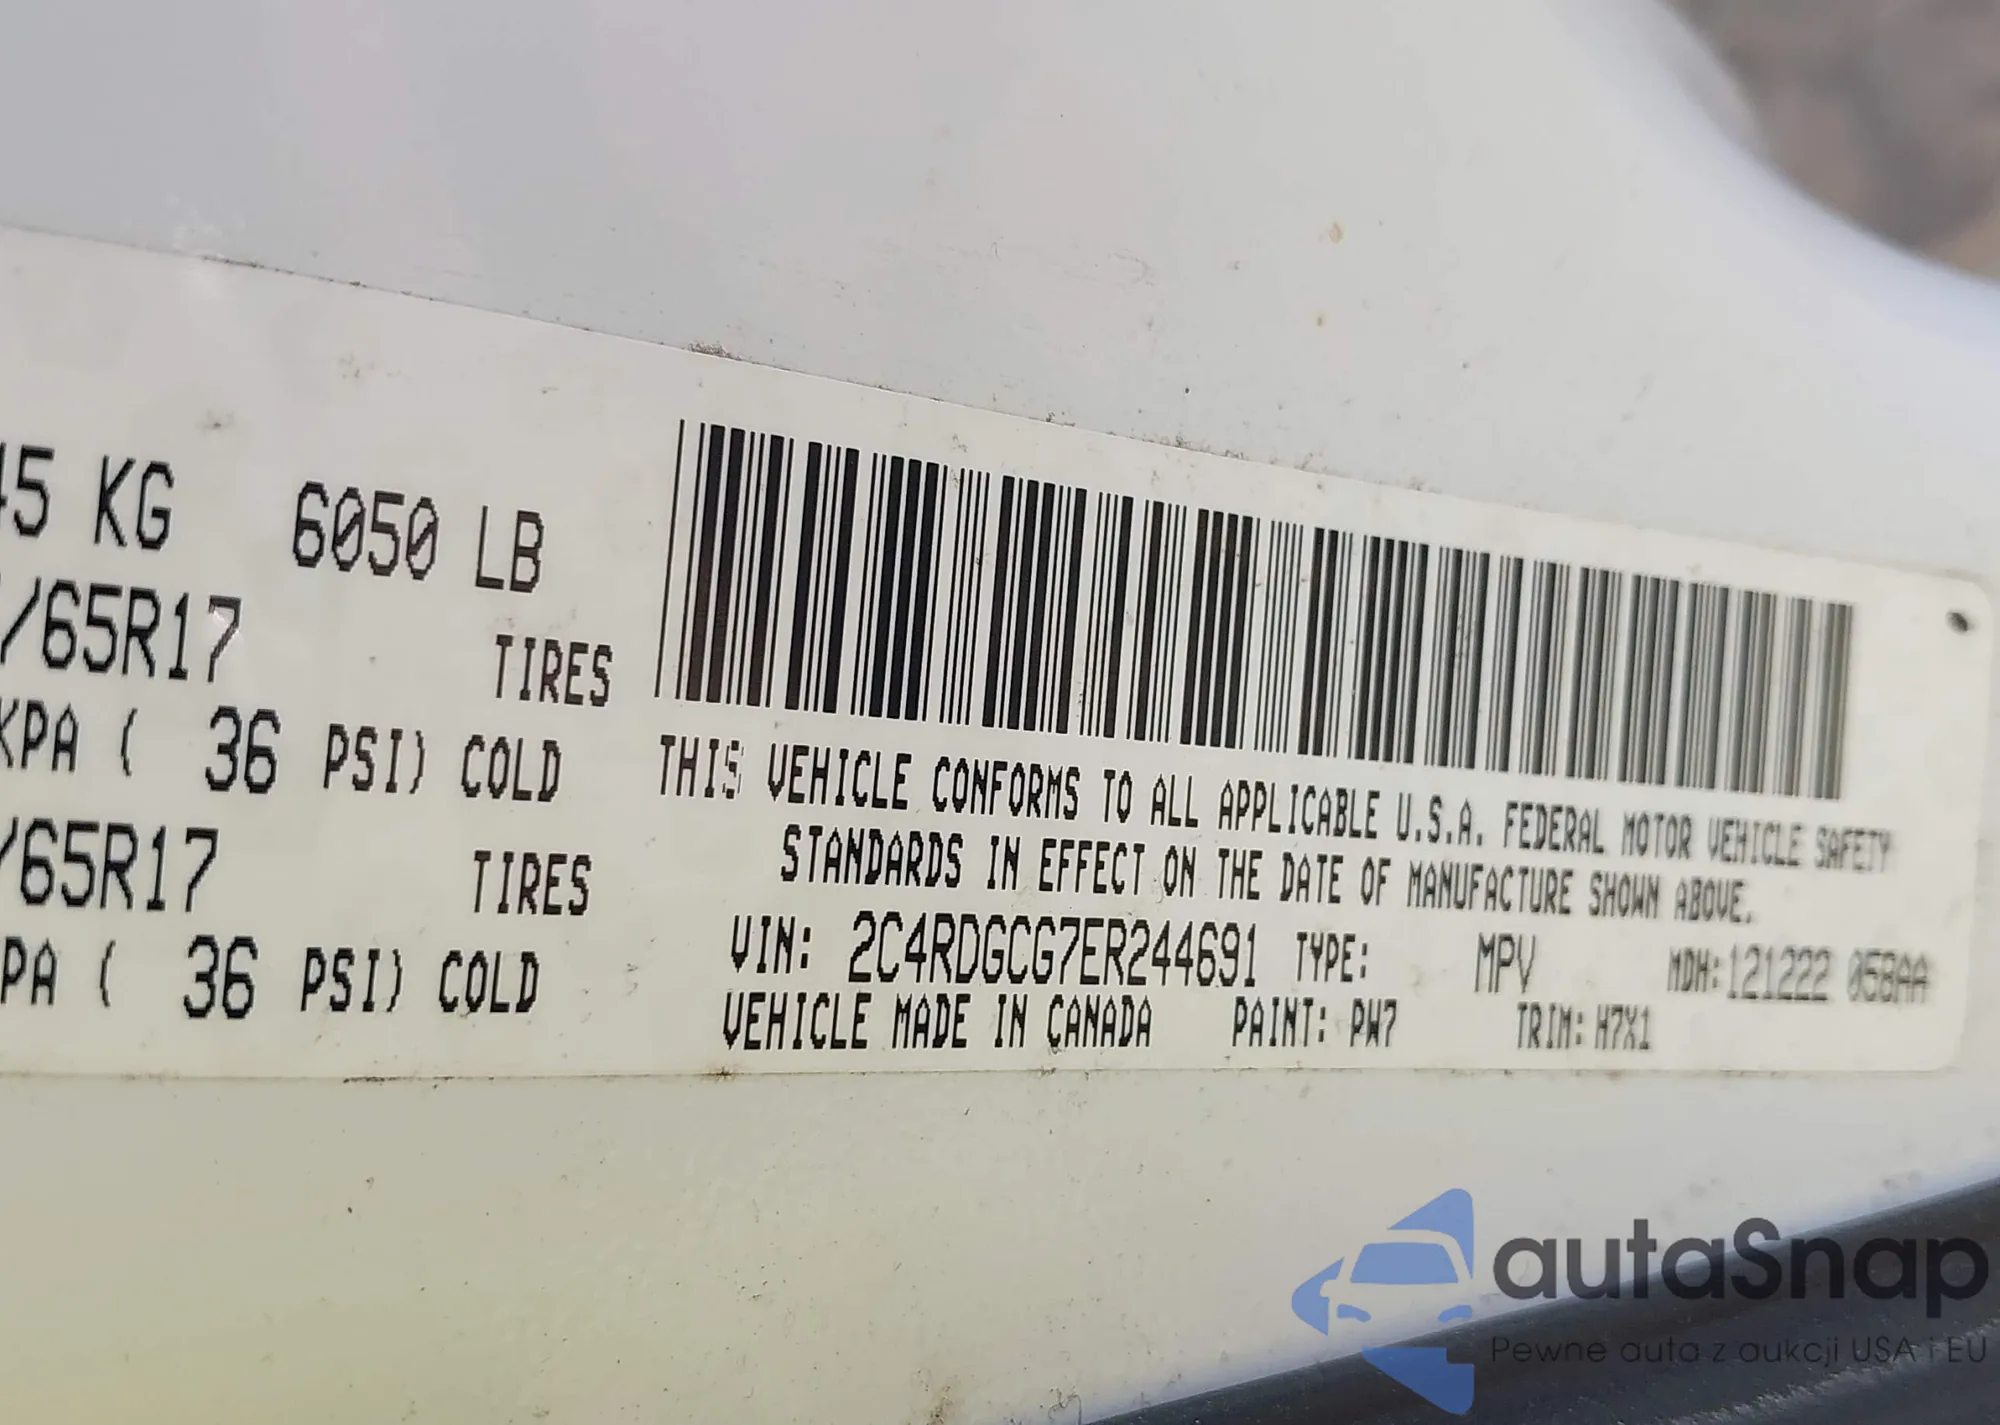 45 KG 6050 LB
/65R17 TIRES
KPA ( 36 PSI) COLD
/65R17 TIRES
PA ( 36 PSI) COLD
THIS VEHICLE CONFORMS TO ALL APPLICABLE U.S.A. FEDERAL MOTOR VEHICLE SAFETY
STANDARDS IN EFFECT ON THE DATE OF MANUFACTURE SHOWN ABOVE.
VIN: 2C4RDGCG7ER244691 TYPE: MPV MDH: 121222 058AA
VEHICLE MADE IN CANADA PAINT: PW7 TRIM: H7X1
autaSnap
Pewne auta z aukcji USA i EU